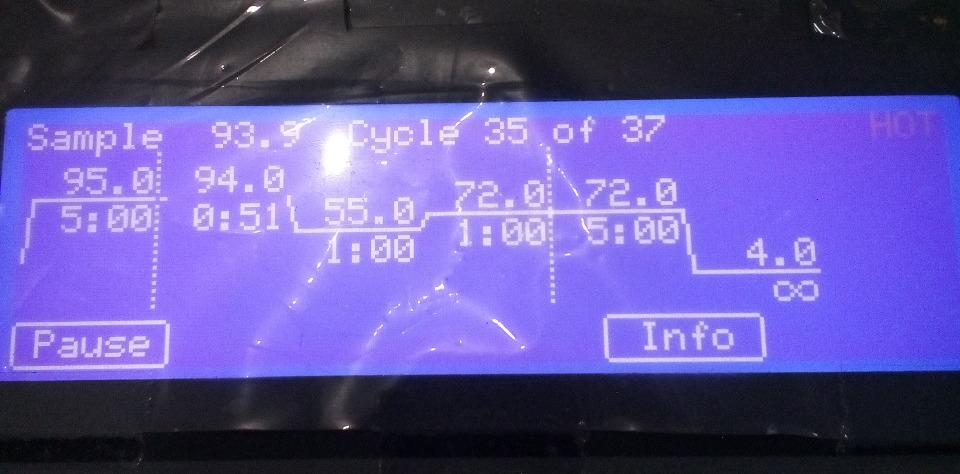 Sample 93.9 Cycle 35 of 37 HOT
95.0 94.0 55.0 72.0 72.0 4.0
5:00 0:51 1:00 1:00 5:00 ∞
Pause Info